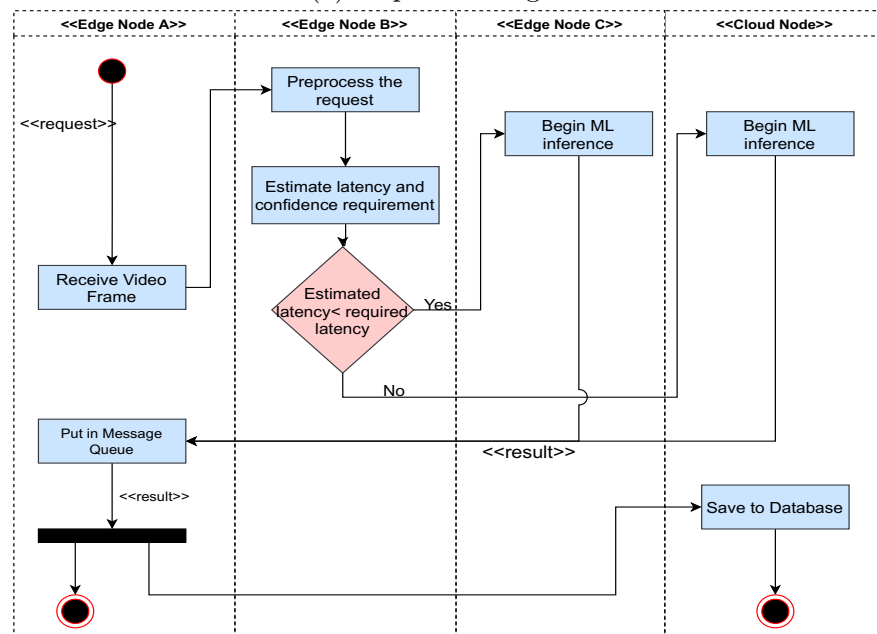 <<Edge Node A>>
<<Edge Node B>>
<<Edge Node C>>
<<Cloud Node>>
<<request>>
Preprocess the
request
Begin ML
inference
Begin ML
inference
Estimate latency and
confidence requirement
Receive Video
Frame
Estimated
latency< required
latency
Yes
No
Put in Message
Queue
<<result>>
<<result>>
Save to Database